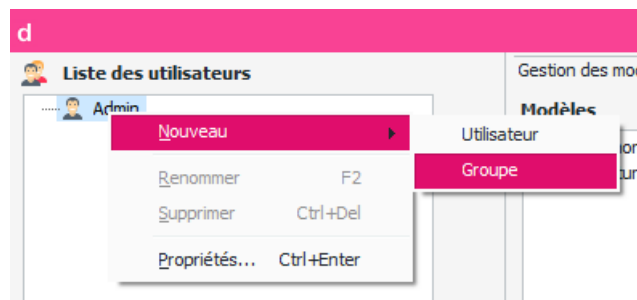 d
Liste des utilisateurs
Gestion des mo
Admin
Modèles
Nouveau
Utilisateur
Groupe
Renommer F2
Supprimer Ctrl+Del
Propriétés... Ctrl+Enter